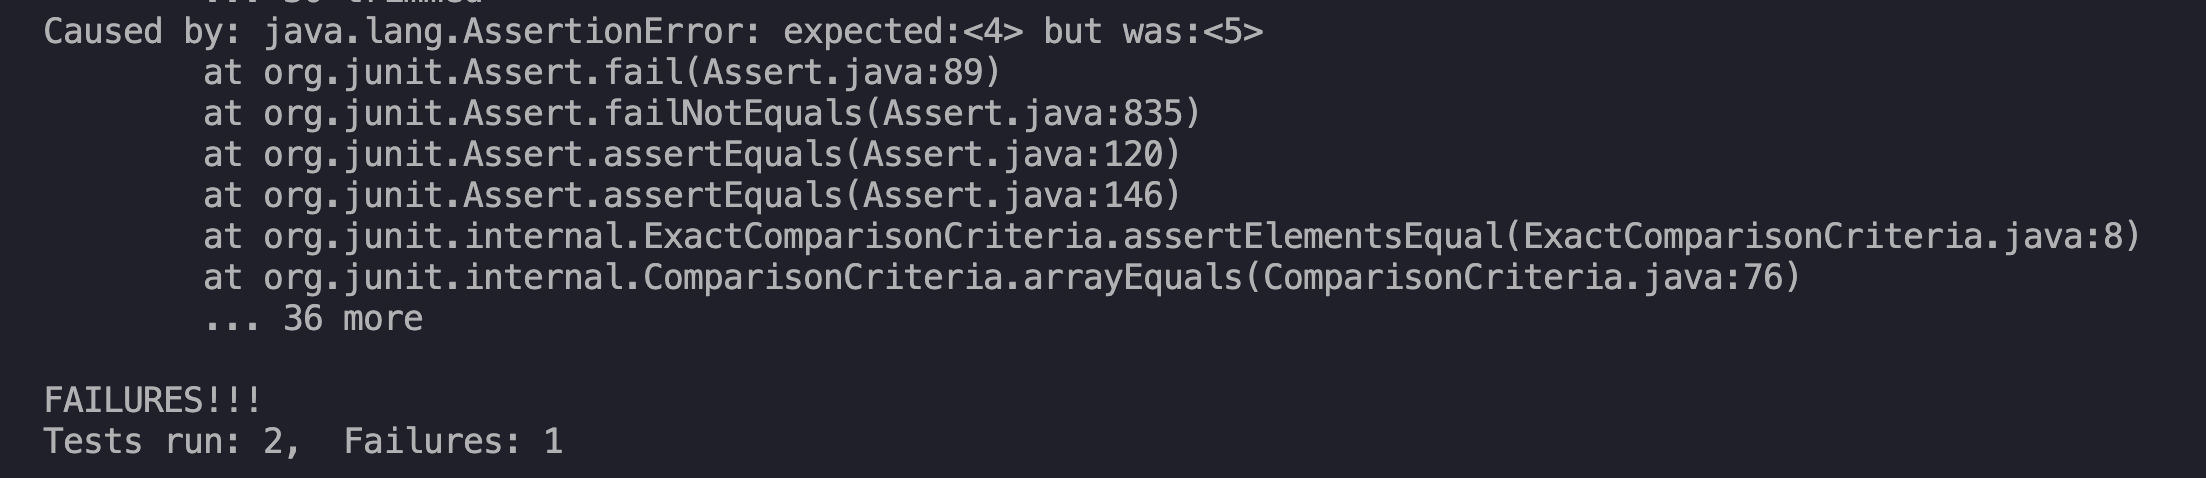 ... 36 trimmed
Caused by: java.lang.AssertionError: expected:<4> but was:<5>
        at org.junit.Assert.fail(Assert.java:89)
        at org.junit.Assert.failNotEquals(Assert.java:835)
        at org.junit.Assert.assertEquals(Assert.java:120)
        at org.junit.Assert.assertEquals(Assert.java:146)
        at org.junit.internal.ExactComparisonCriteria.assertElementsEqual(ExactComparisonCriteria.java:8)
        at org.junit.internal.ComparisonCriteria.arrayEquals(ComparisonCriteria.java:76)
        ... 36 more

FAILURES!!!
Tests run: 2,  Failures: 1